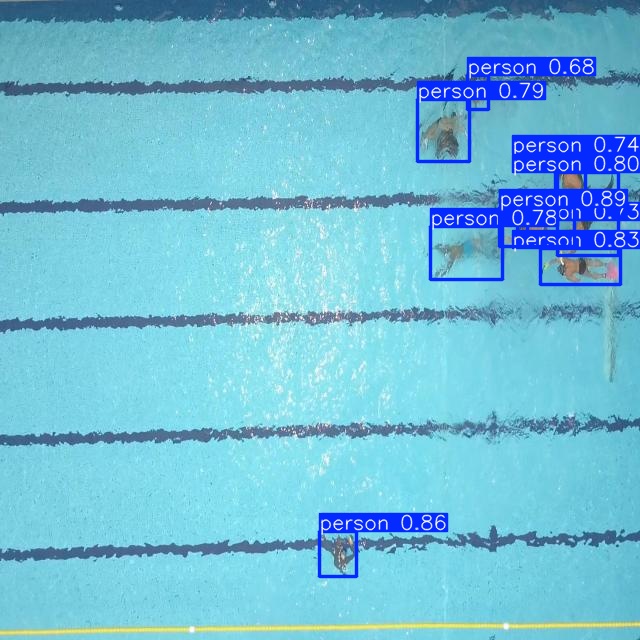 person 0.68
person 0.79
person 0.74
person 0.80
person 0.89
person 0.78
person 0.83
person 0.86